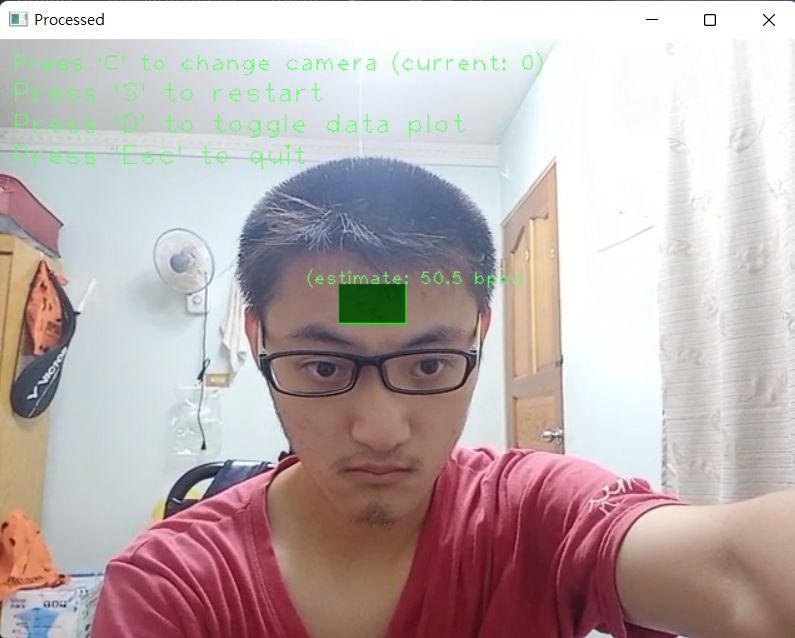 Processed
Press 'C' to change camera (current: 0)
Press 'S' to restart
Press 'D' to toggle data plot
Press 'Esc' to quit
(estimate: 50.5 bpm)
VICTOR